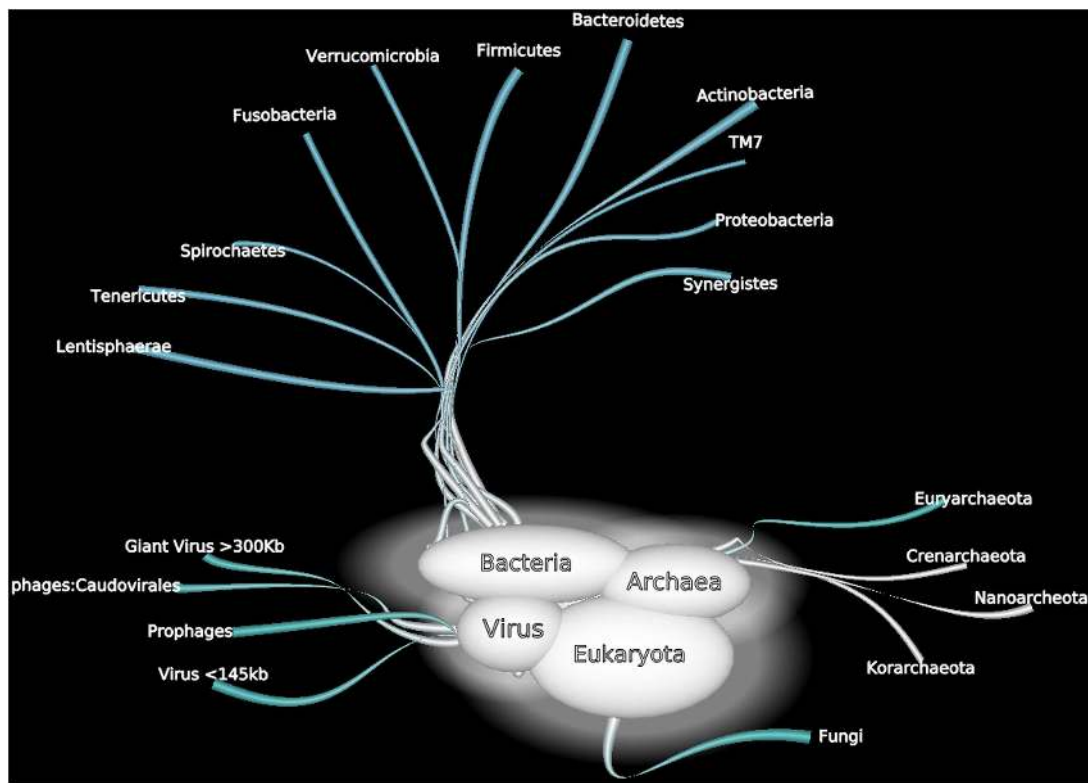 Bacteroidetes
Firmicutes
Verrucomicrobia
Actinobacteria
Fusobacteria
TM7
Proteobacteria
Spirochaetes
Synergistes
Tenericutes
Lentisphaerae
Euryarchaeota
Giant Virus >300Kb
Bacteria
Crenarchaeota
Archaea
phages:Caudovirales
Nanoarcheota
Prophages
Virus
Eukaryota
Korarchaeota
Virus <145kb
Fungi